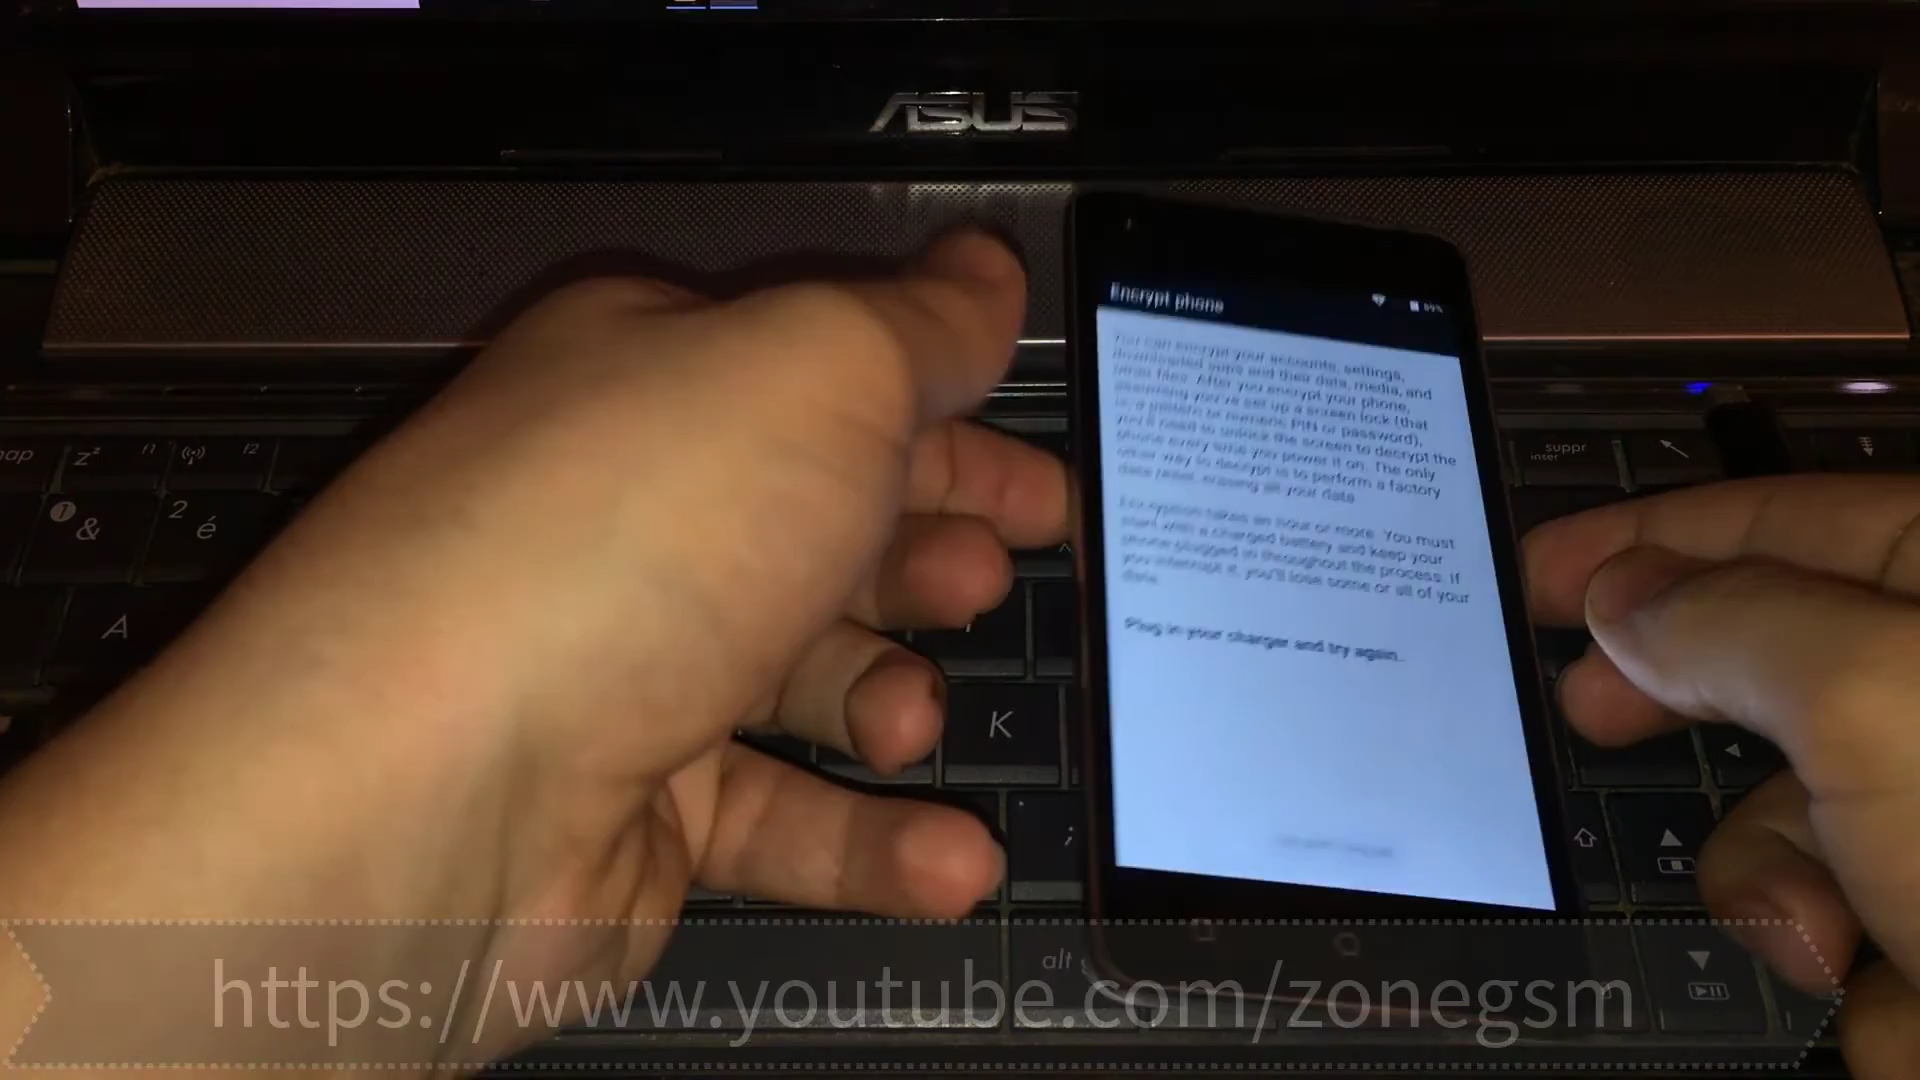 ASUS
Encrypt phone
89%
You can encrypt your accounts, settings,
downloaded apps and their data, media, and
other files. After you encrypt your phone,
assuming you've set up a screen lock (that
is, a pattern or numeric PIN or password),
you'll need to unlock the screen to decrypt the
phone every time you power it on. The only
other way to decrypt is to perform a factory
data reset, erasing all your data.
Encryption takes an hour or more. You must
start with a charged battery and keep your
phone plugged in throughout the process. If
you interrupt it, you'll lose some or all of your
data.
Plug in your charger and try again.
z² f1 f2
suppr
inser
1 &
2 é
A
K
;
alt
https://www.youtube.com/zonegsm